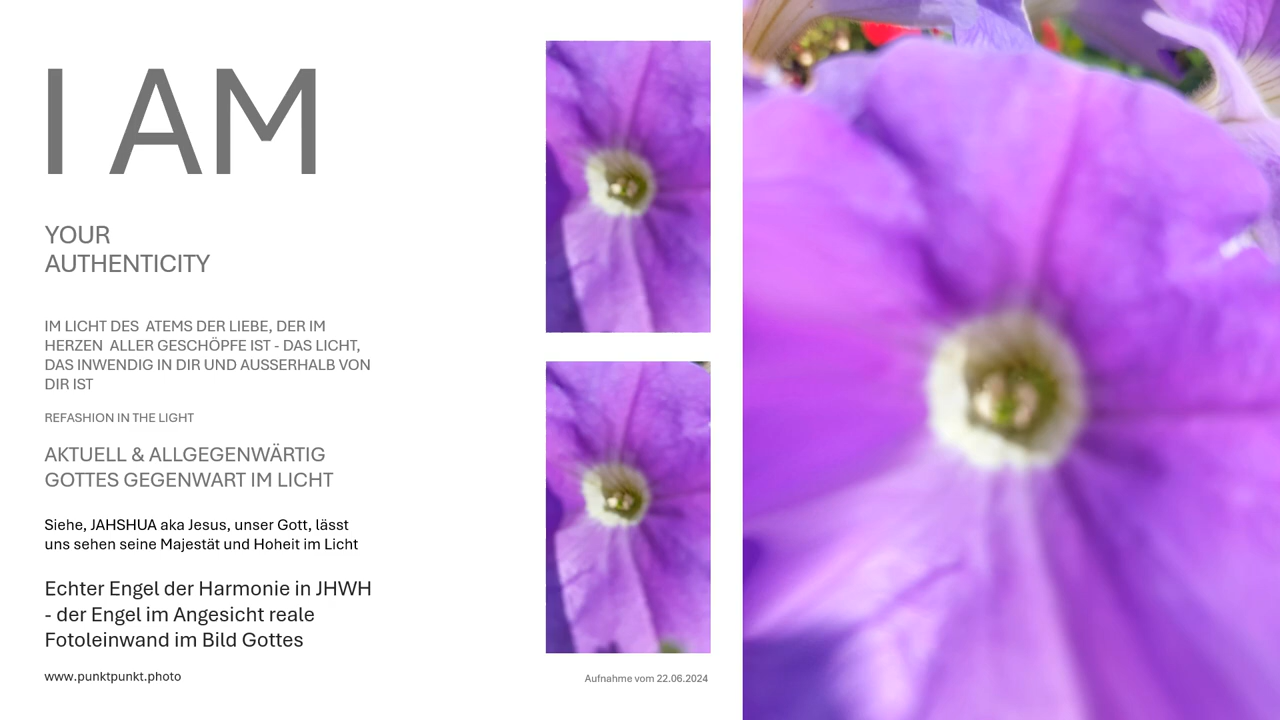 I AM
YOUR
AUTHENTICITY
IM LICHT DES ATEMS DER LIEBE, DER IM
HERZEN ALLER GESCHÖPFE IST - DAS LICHT,
DAS INWENDIG IN DIR UND AUSSERHALB VON
DIR IST
REFASHION IN THE LIGHT
AKTUELL & ALLGEGENWÄRTIG
GOTTES GEGENWART IM LICHT
Siehe, JAHSHUA aka Jesus, unser Gott, lässt
uns sehen seine Majestät und Hoheit im Licht
Echter Engel der Harmonie in JHWH
- der Engel im Angesicht reale
Fotoleinwand im Bild Gottes
www.punktpunkt.photo
Aufnahme vom 22.06.2024